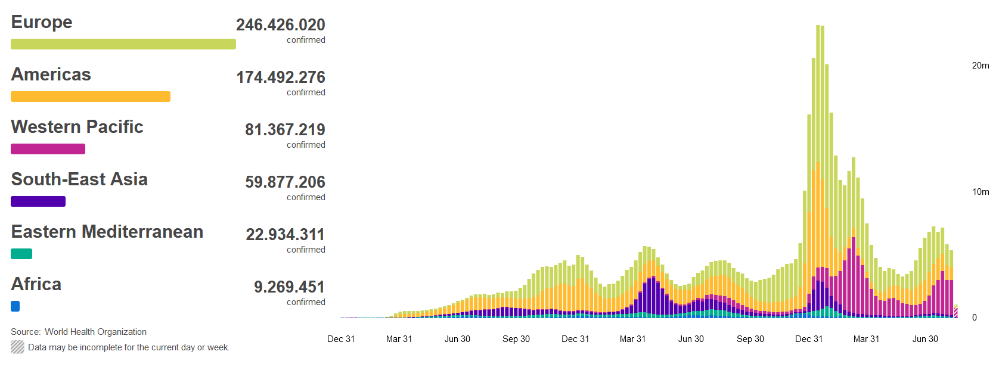 Europe
246.426.020
confirmed
Americas
174.492.276
confirmed
Western Pacific
81.367.219
confirmed
South-East Asia
59.877.206
confirmed
Eastern Mediterranean
22.934.311
confirmed
Africa
9.269.451
confirmed
Source: World Health Organization
Data may be incomplete for the current day or week.
20m
10m
0
Dec 31 Mar 31 Jun 30 Sep 30 Dec 31 Mar 31 Jun 30 Sep 30 Dec 31 Mar 31 Jun 30